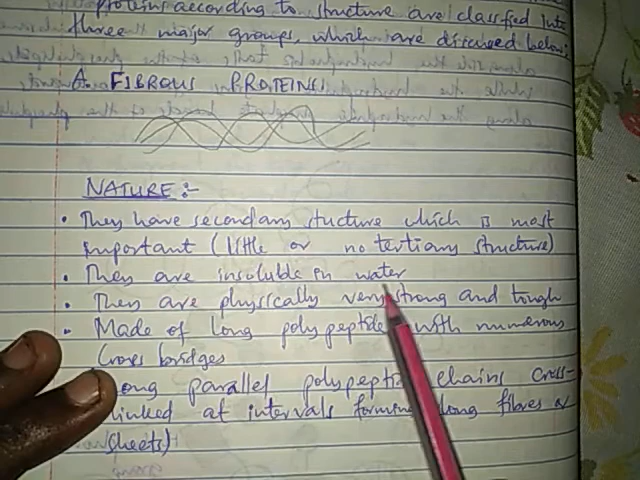 proteins according to structure are classified into
three major groups, which are discussed below;
A. FIBROUS PROTEINS
NATURE:-
• They have secondary stucture which is most
important (little or no tertiary structure)
• They are insoluble in water
• They are physically very strong and tough
• Made of long polypeptide with numerous
Cross bridges
long parallel polypeptide chains cross-
linked at intervals forming long fibres or
sheets)